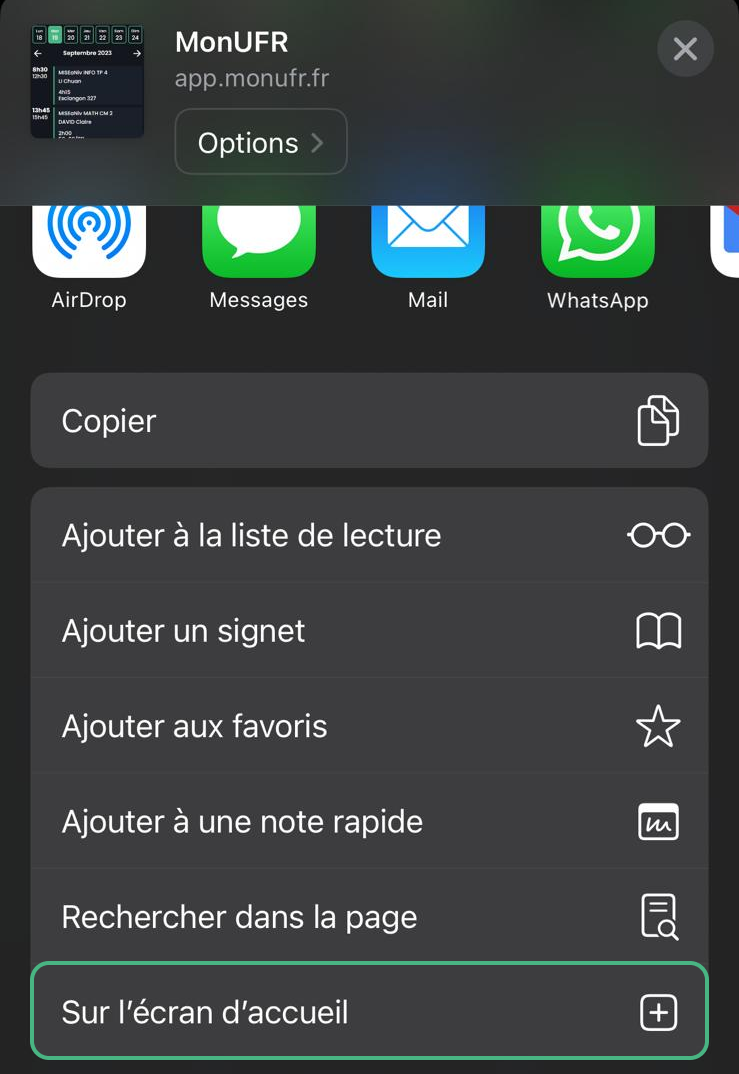 Lun Mar Mer Jeu Ven Sam Dim
18 19 20 21 22 23 24
Septembre 2023
8h30
12h30
MISEoNiv INFO TP 4
LI Chuan
4h15
Esclangon 327
13h45
15h45
MISEoNiv MATH CM 2
DAVID Claire
2h00
MonUFR
app.monufr.fr
Options
AirDrop
Messages
Mail
WhatsApp
Copier
Ajouter à la liste de lecture
Ajouter un signet
Ajouter aux favoris
Ajouter à une note rapide
Rechercher dans la page
Sur l’écran d’accueil